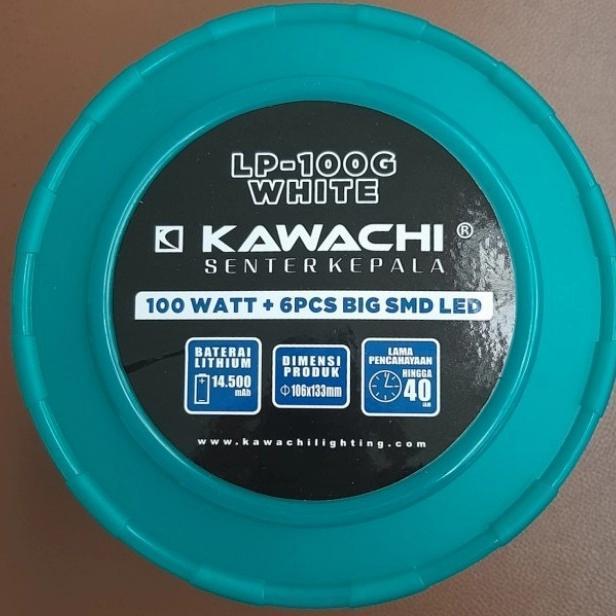 LP-100G
WHITE
KAWACHI ®
SENTER KEPALA
100 WATT + 6PCS BIG SMD LED
BATERAI
LITHIUM
14.500
mAh
DIMENSI
PRODUK
Φ106x133mm
LAMA
PENCAHAYAAN
HINGGA
40
www.kawachilighting.com